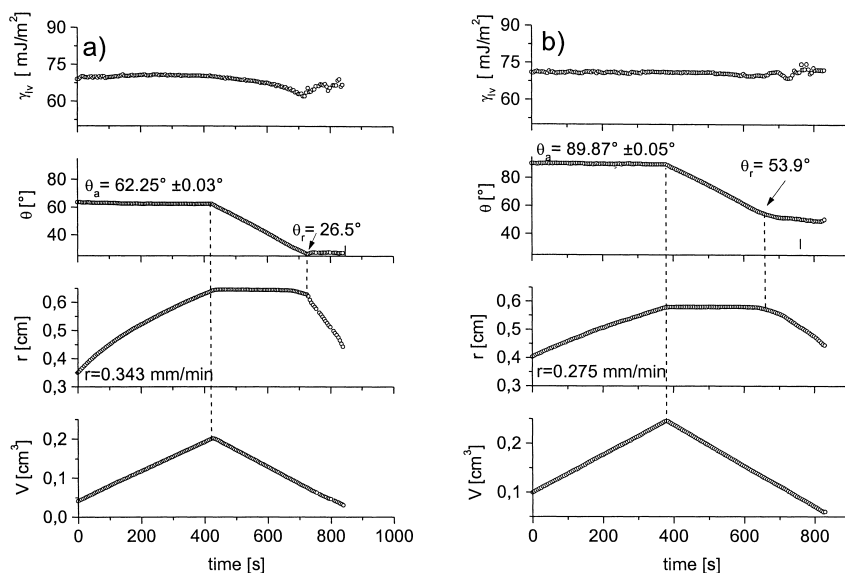 a)
γlv [ mJ/m²]
90
75
60
θa= 62.25° ±0.03°
θr= 26.5°
θ [°]
80
60
40
r [cm]
0,6
0,5
0,4
0,3
r=0.343 mm/min
V [cm³]
0,2
0,1
0,0
0 200 400 600 800 1000
time [s]
b)
γlv [ mJ/m²]
90
75
60
θa= 89.87° ±0.05°
θr= 53.9°
θ [°]
80
60
40
r [cm]
0,6
0,5
0,4
0,3
r=0.275 mm/min
V [cm³]
0,2
0,1
0 200 400 600 800
time [s]